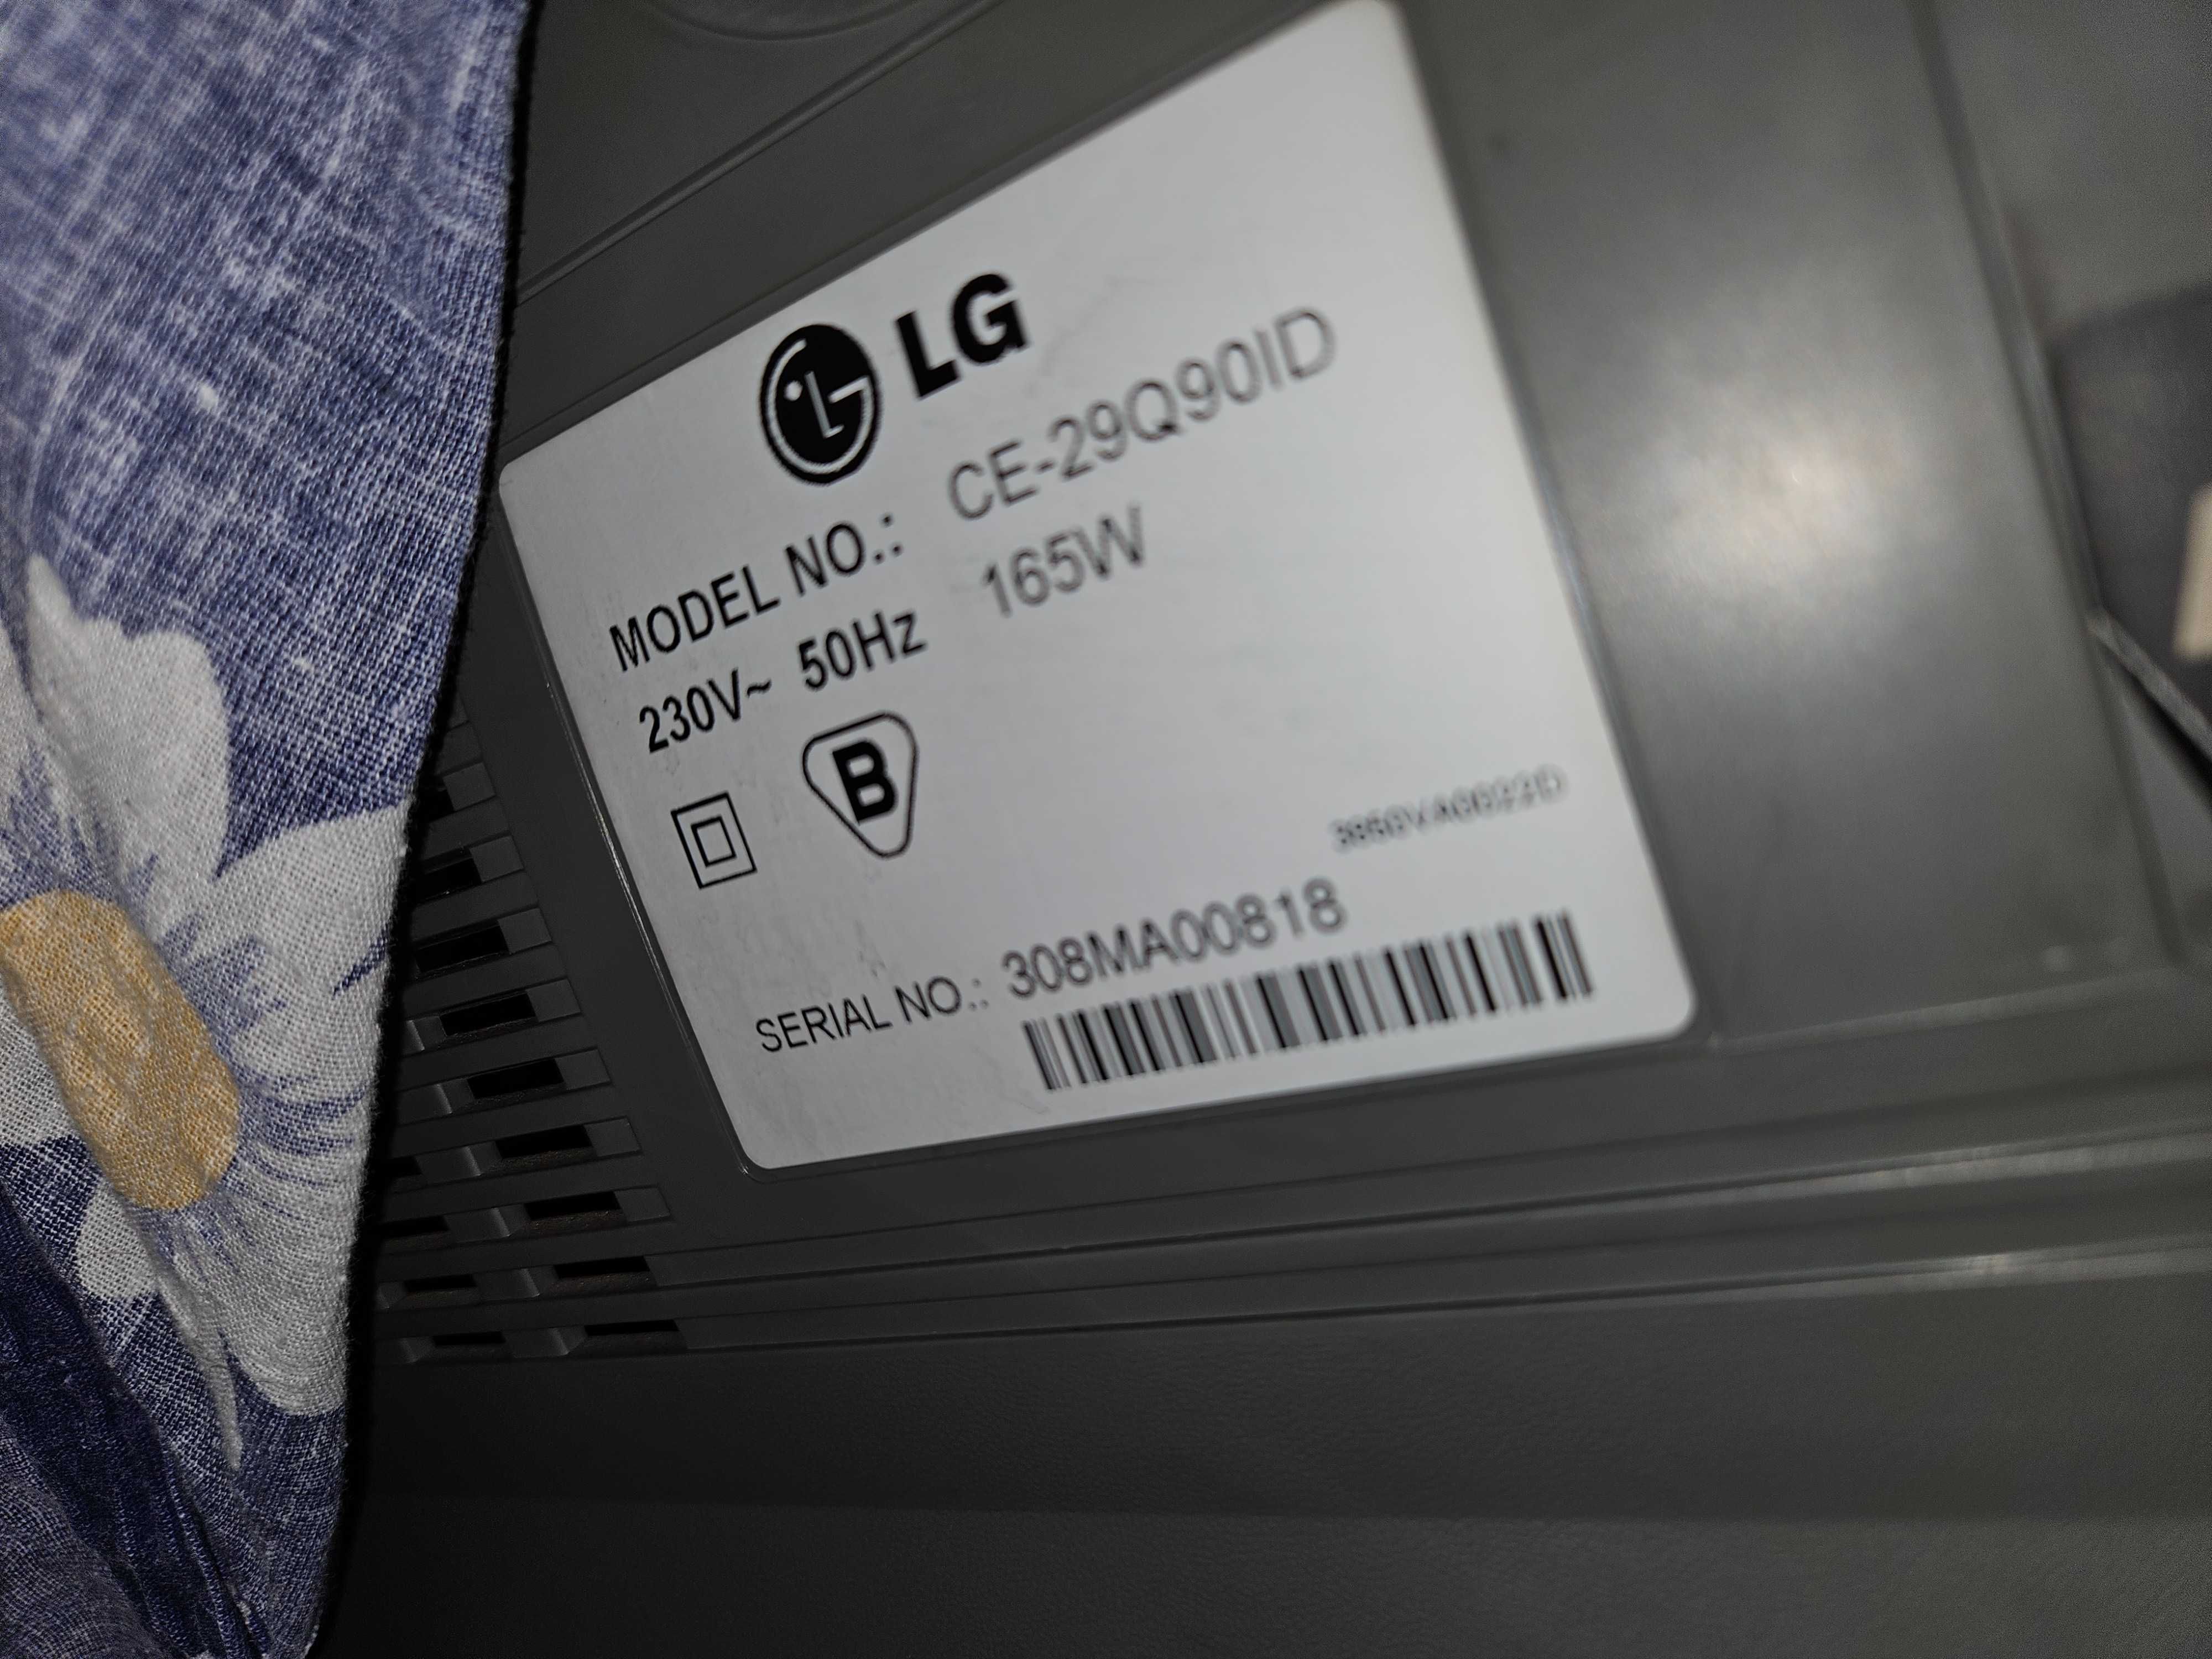 LG
MODEL NO.: CE-29Q90ID
230V~ 50Hz 165W
B
SERIAL NO.: 308MA00818